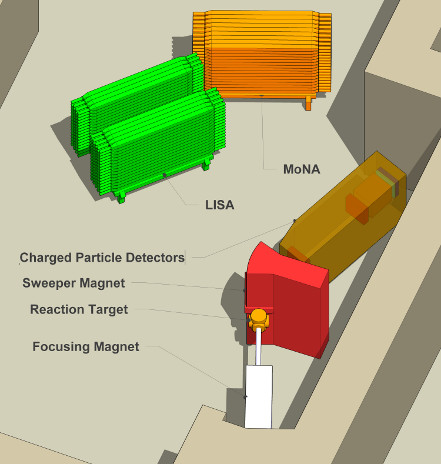 MoNA
LISA
Charged Particle Detectors
Sweeper Magnet
Reaction Target
Focusing Magnet